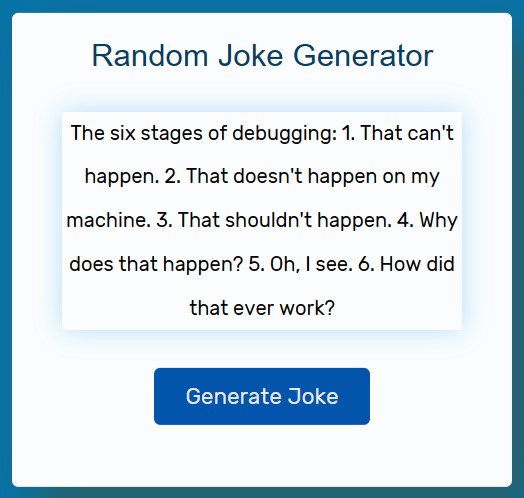 Random Joke Generator
The six stages of debugging: 1. That can't
happen. 2. That doesn't happen on my
machine. 3. That shouldn't happen. 4. Why
does that happen? 5. Oh, I see. 6. How did
that ever work?
Generate Joke